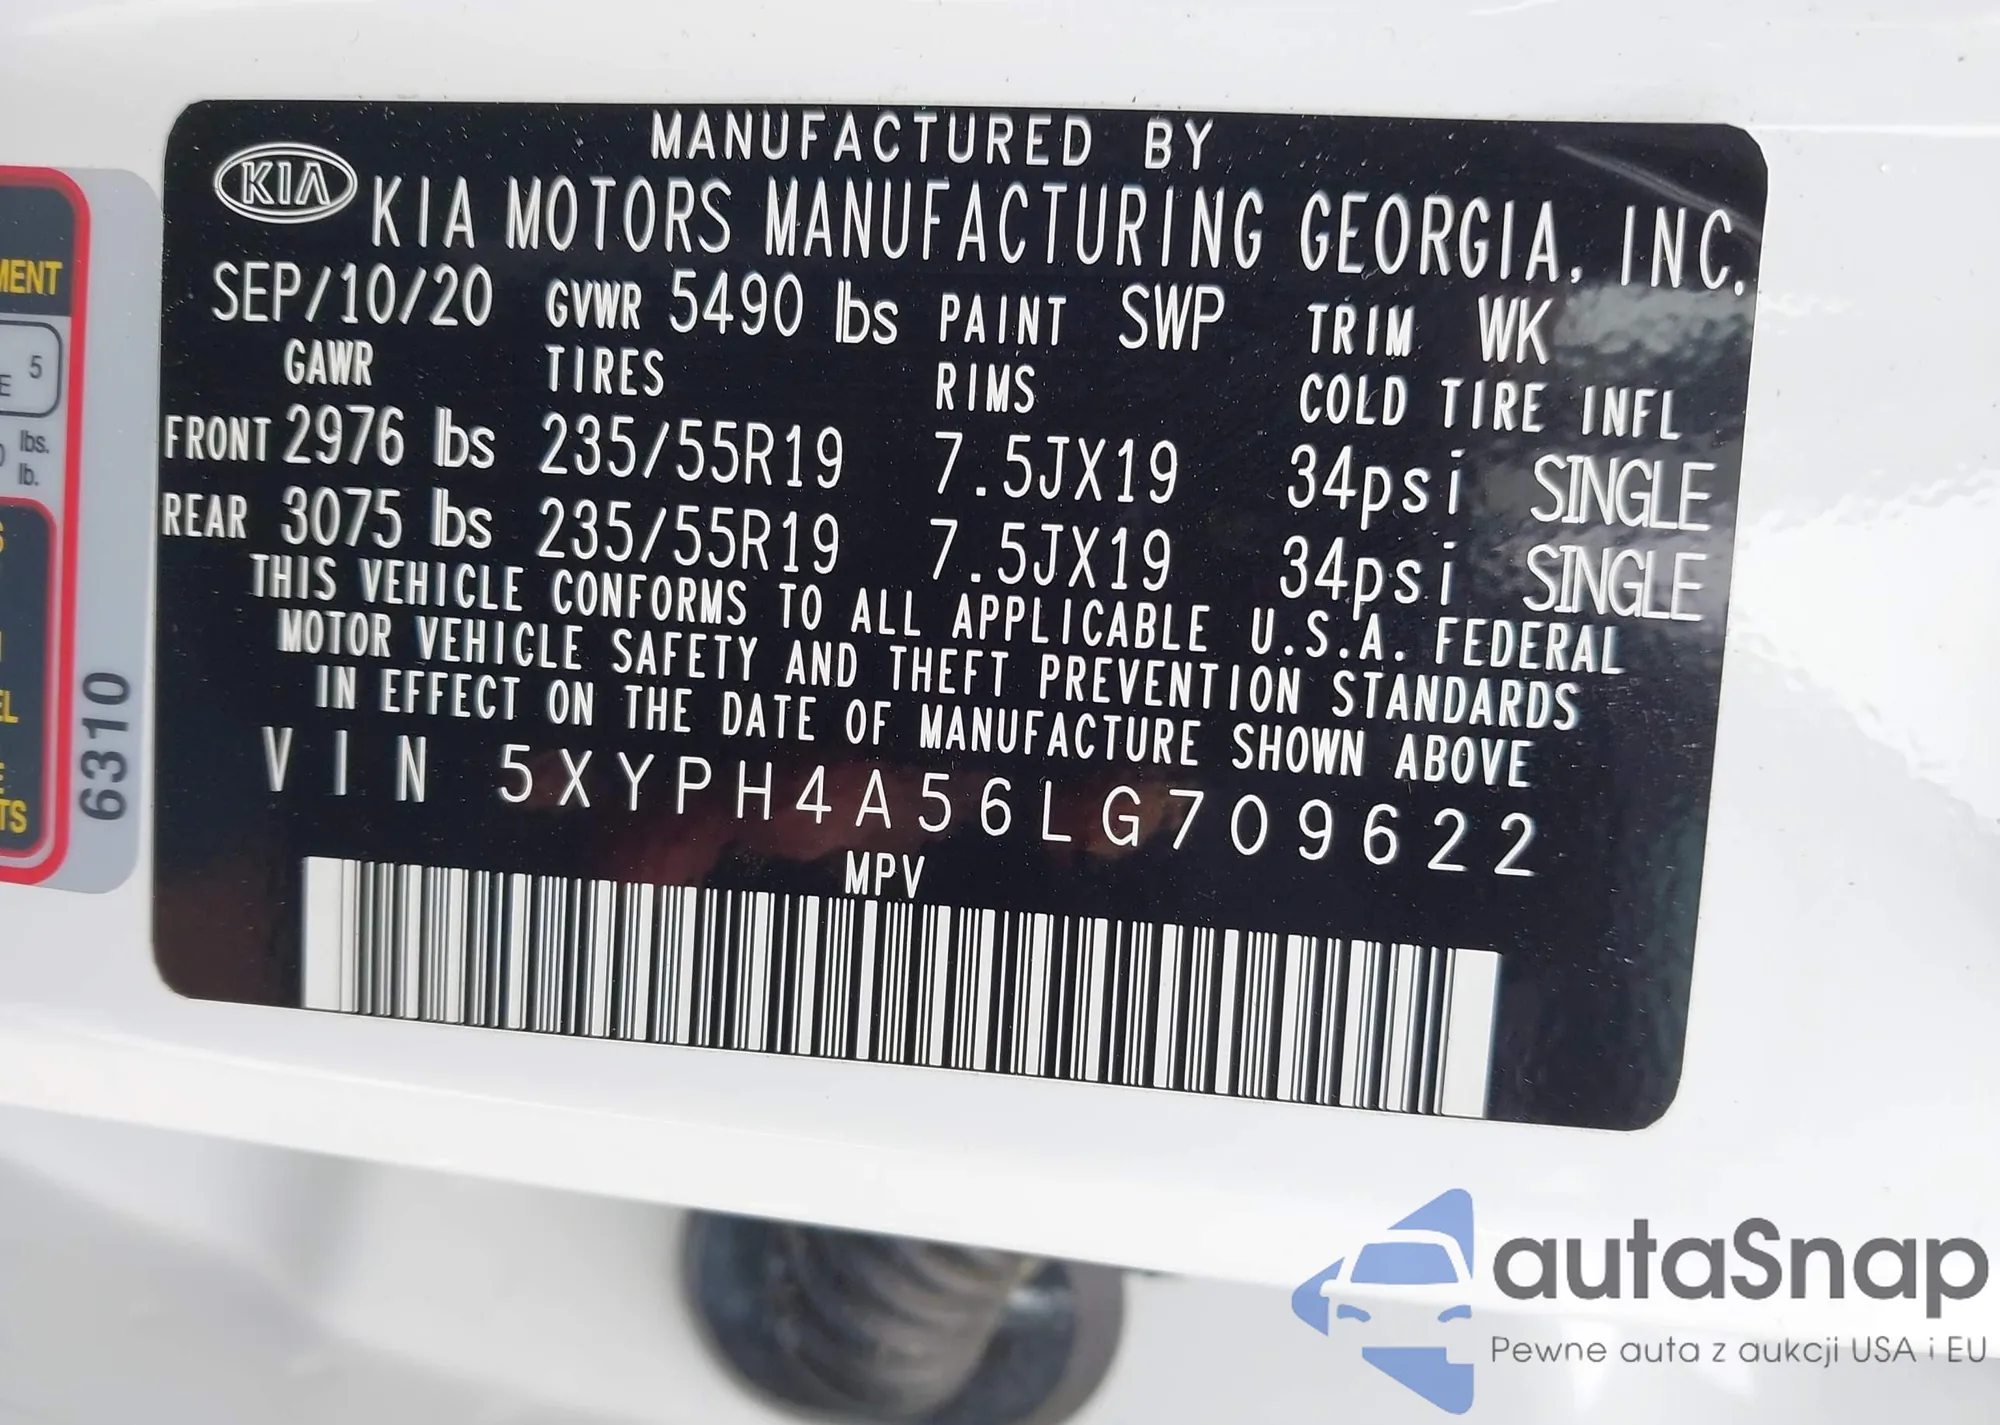 MANUFACTURED BY
KIA KIA MOTORS MANUFACTURING GEORGIA, INC.
SEP/10/20 GVWR 5490 lbs PAINT SWP TRIM WK
GAWR TIRES RIMS COLD TIRE INFL
FRONT 2976 lbs 235/55R19 7.5JX19 34psi SINGLE
REAR 3075 lbs 235/55R19 7.5JX19 34psi SINGLE
THIS VEHICLE CONFORMS TO ALL APPLICABLE U.S.A. FEDERAL
MOTOR VEHICLE SAFETY AND THEFT PREVENTION STANDARDS
IN EFFECT ON THE DATE OF MANUFACTURE SHOWN ABOVE
VIN 5XYPH4A56LG709622
MPV
5
lbs.
lb.
6310
autaSnap
Pewne auta z aukcji USA i EU